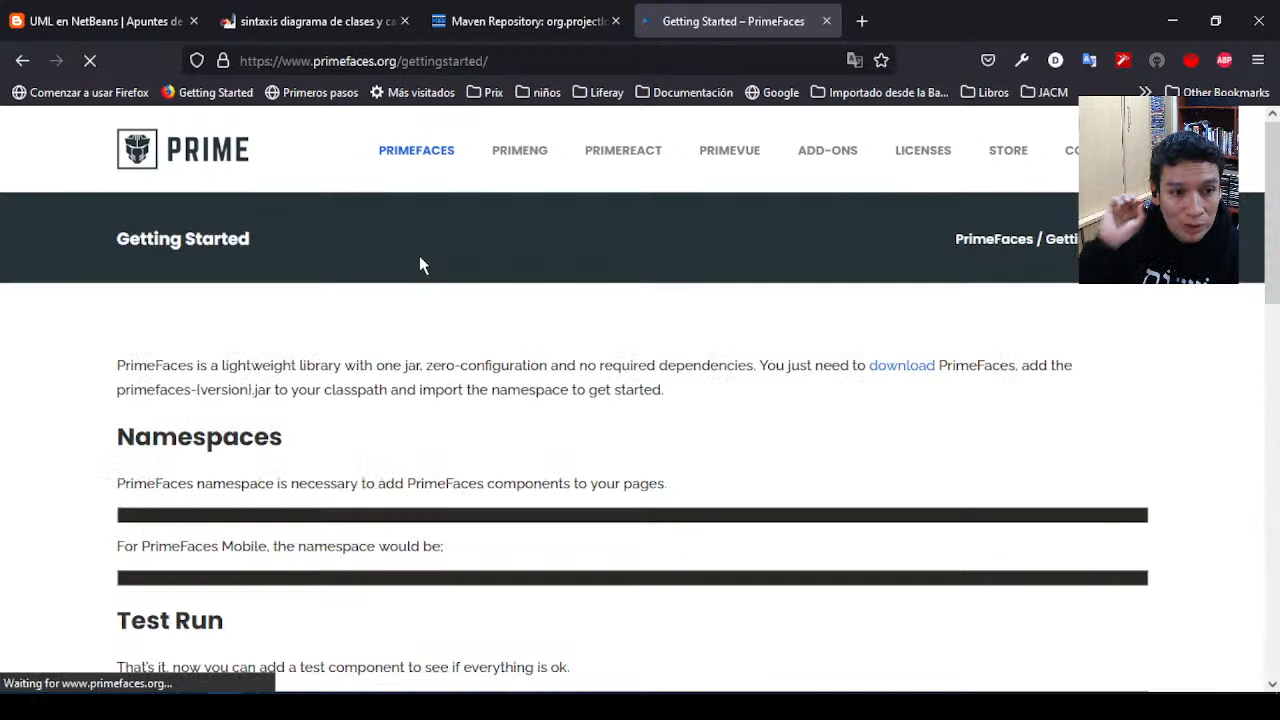 UML en NetBeans | Apuntes de
sintaxis diagrama de clases y ca
Maven Repository: org.projectlo
Getting Started – PrimeFaces
https://www.primefaces.org/gettingstarted/
Comenzar a usar Firefox
Getting Started
Primeros pasos
Más visitados
Prix
niños
Liferay
Documentación
Google
Importado desde la Ba...
Libros
JACM
Other Bookmarks
PRIME
PRIMEFACES
PRIMENG
PRIMEREACT
PRIMEVUE
ADD-ONS
LICENSES
STORE
CO
Getting Started
PrimeFaces / Getti
PrimeFaces is a lightweight library with one jar, zero-configuration and no required dependencies. You just need to download PrimeFaces, add the
primefaces-{version}.jar to your classpath and import the namespace to get started.
Namespaces
PrimeFaces namespace is necessary to add PrimeFaces components to your pages.
For PrimeFaces Mobile, the namespace would be;
Test Run
That's it, now you can add a test component to see if everything is ok.
Waiting for www.primefaces.org...